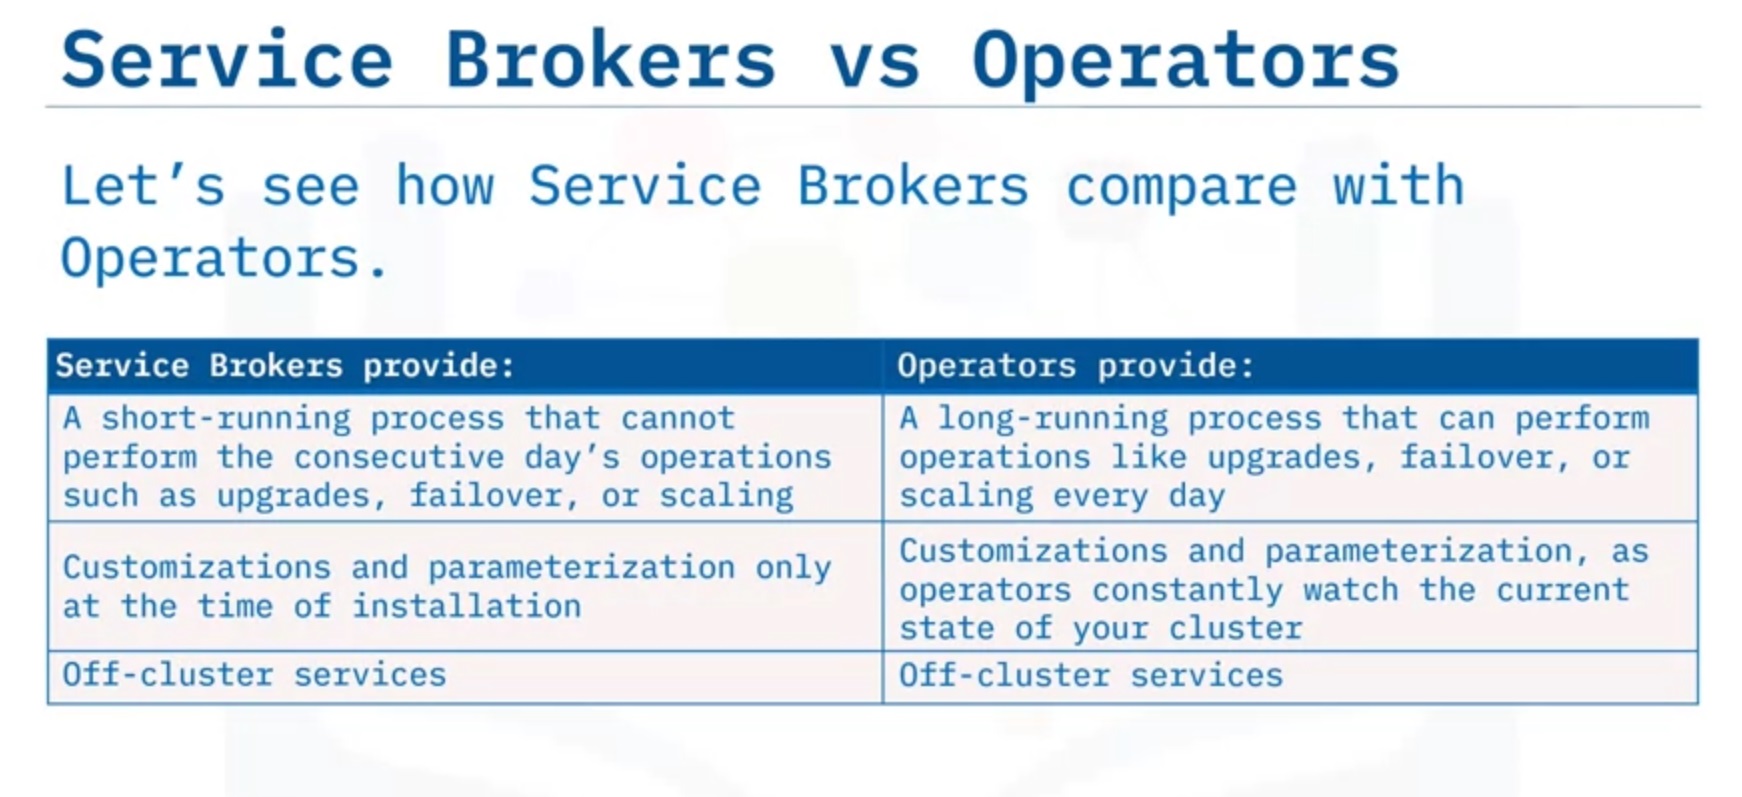 Service Brokers vs Operators
Let’s see how Service Brokers compare with
Operators.
Service Brokers provide:
Operators provide:
A short-running process that cannot
perform the consecutive day’s operations
such as upgrades, failover, or scaling
A long-running process that can perform
operations like upgrades, failover, or
scaling every day
Customizations and parameterization only
at the time of installation
Customizations and parameterization, as
operators constantly watch the current
state of your cluster
Off-cluster services
Off-cluster services